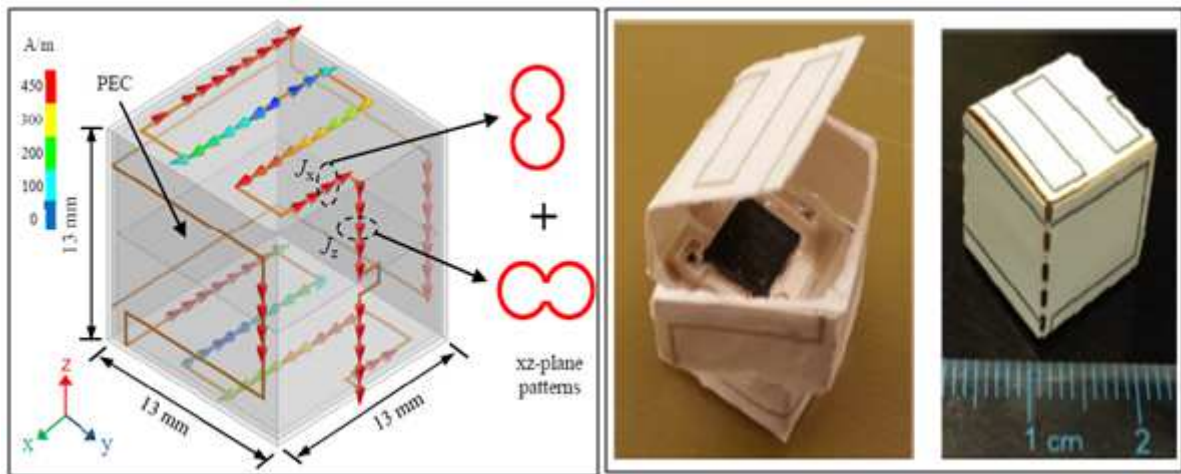 A/m
450
300
200
100
0
PEC
Jx
Jz
13 mm
13 mm
13 mm
z
x
y
+
xz-plane
patterns
1 cm
2